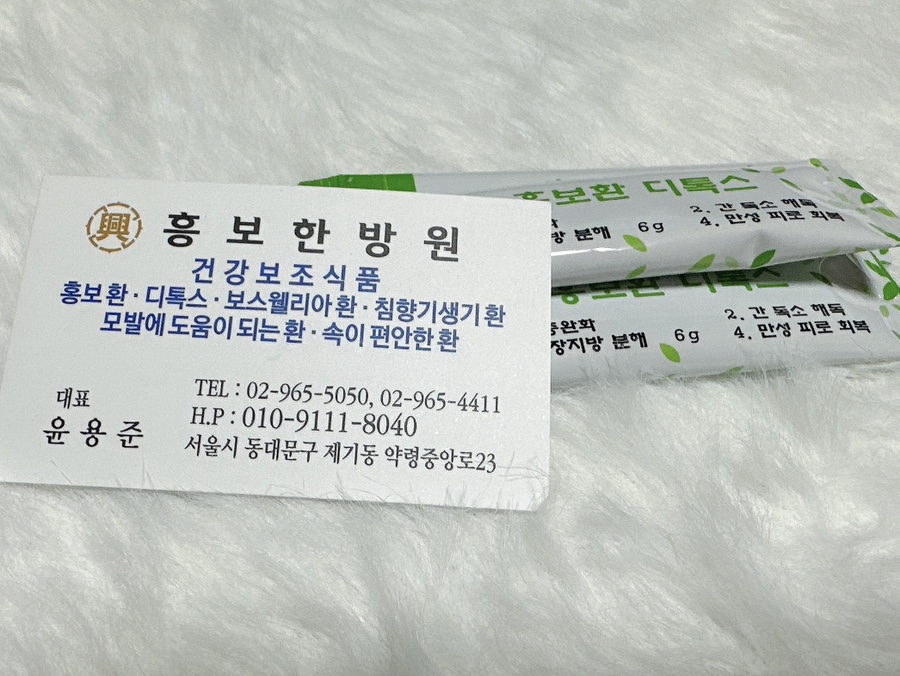 興 흥보한방원
건강보조식품
홍보환·디톡스·보스웰리아환·침향기생기환
모발에 도움이 되는 환·속이 편안한 환
대표
윤용준
TEL : 02-965-5050, 02-965-4411
H.P : 010-9111-8040
서울시 동대문구 제기동 약령중앙로23
흥보환 디톡스
2. 간 독소 해독
방 분해 6g
4. 만성 피로 회복
보환 디톡스
2. 간 독소 해독
완화
장지방 분해 6g
4. 만성 피로 회복